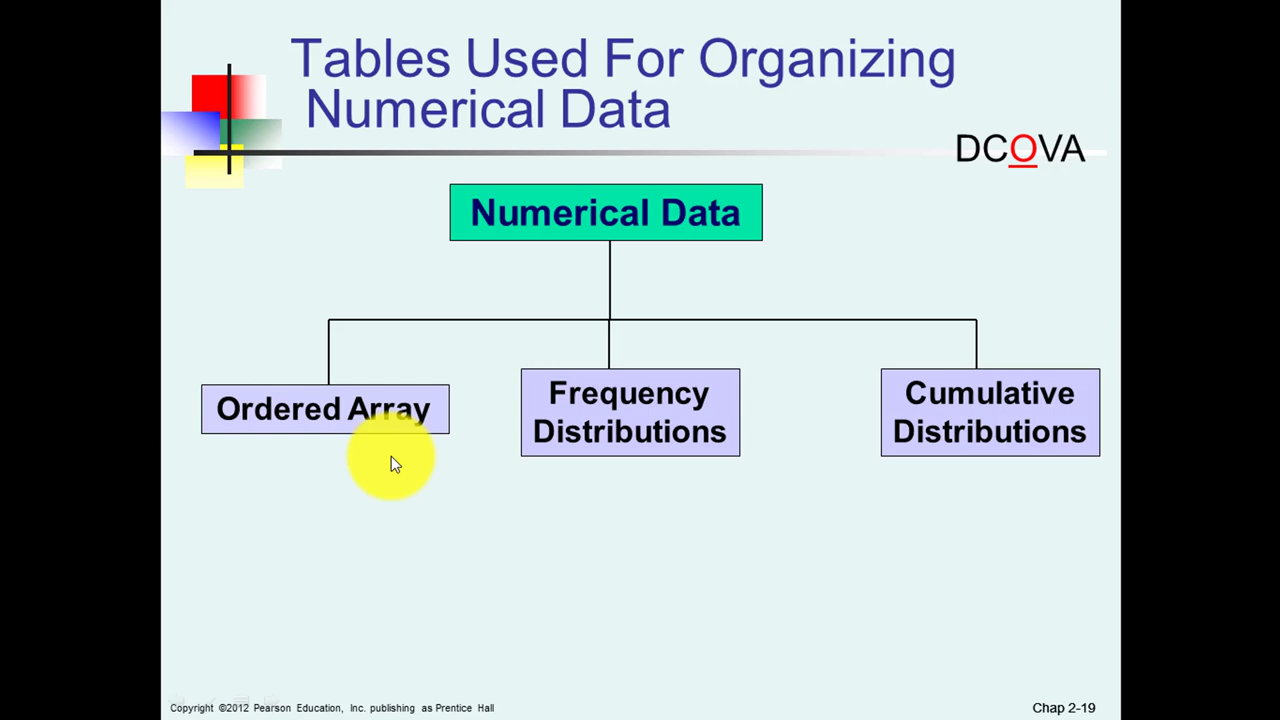 Tables Used For Organizing
Numerical Data
DCOVA
Numerical Data
Ordered Array
Frequency
Distributions
Cumulative
Distributions
Copyright ©2012 Pearson Education, Inc. publishing as Prentice Hall
Chap 2-19